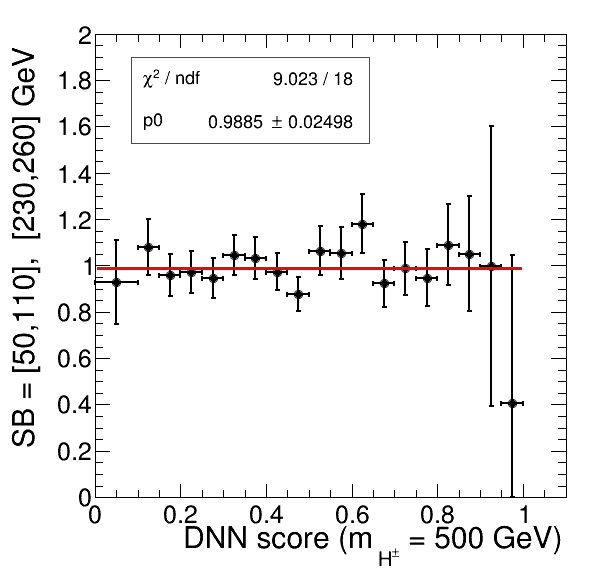 2
1.8
1.6
1.4
1.2
1
0.8
0.6
0.4
0.2
0
SB = [50,110], [230,260] GeV
χ² / ndf 9.023 / 18
p0 0.9885 ± 0.02498
0 0.2 0.4 0.6 0.8 1
DNN score (m_H± = 500 GeV)